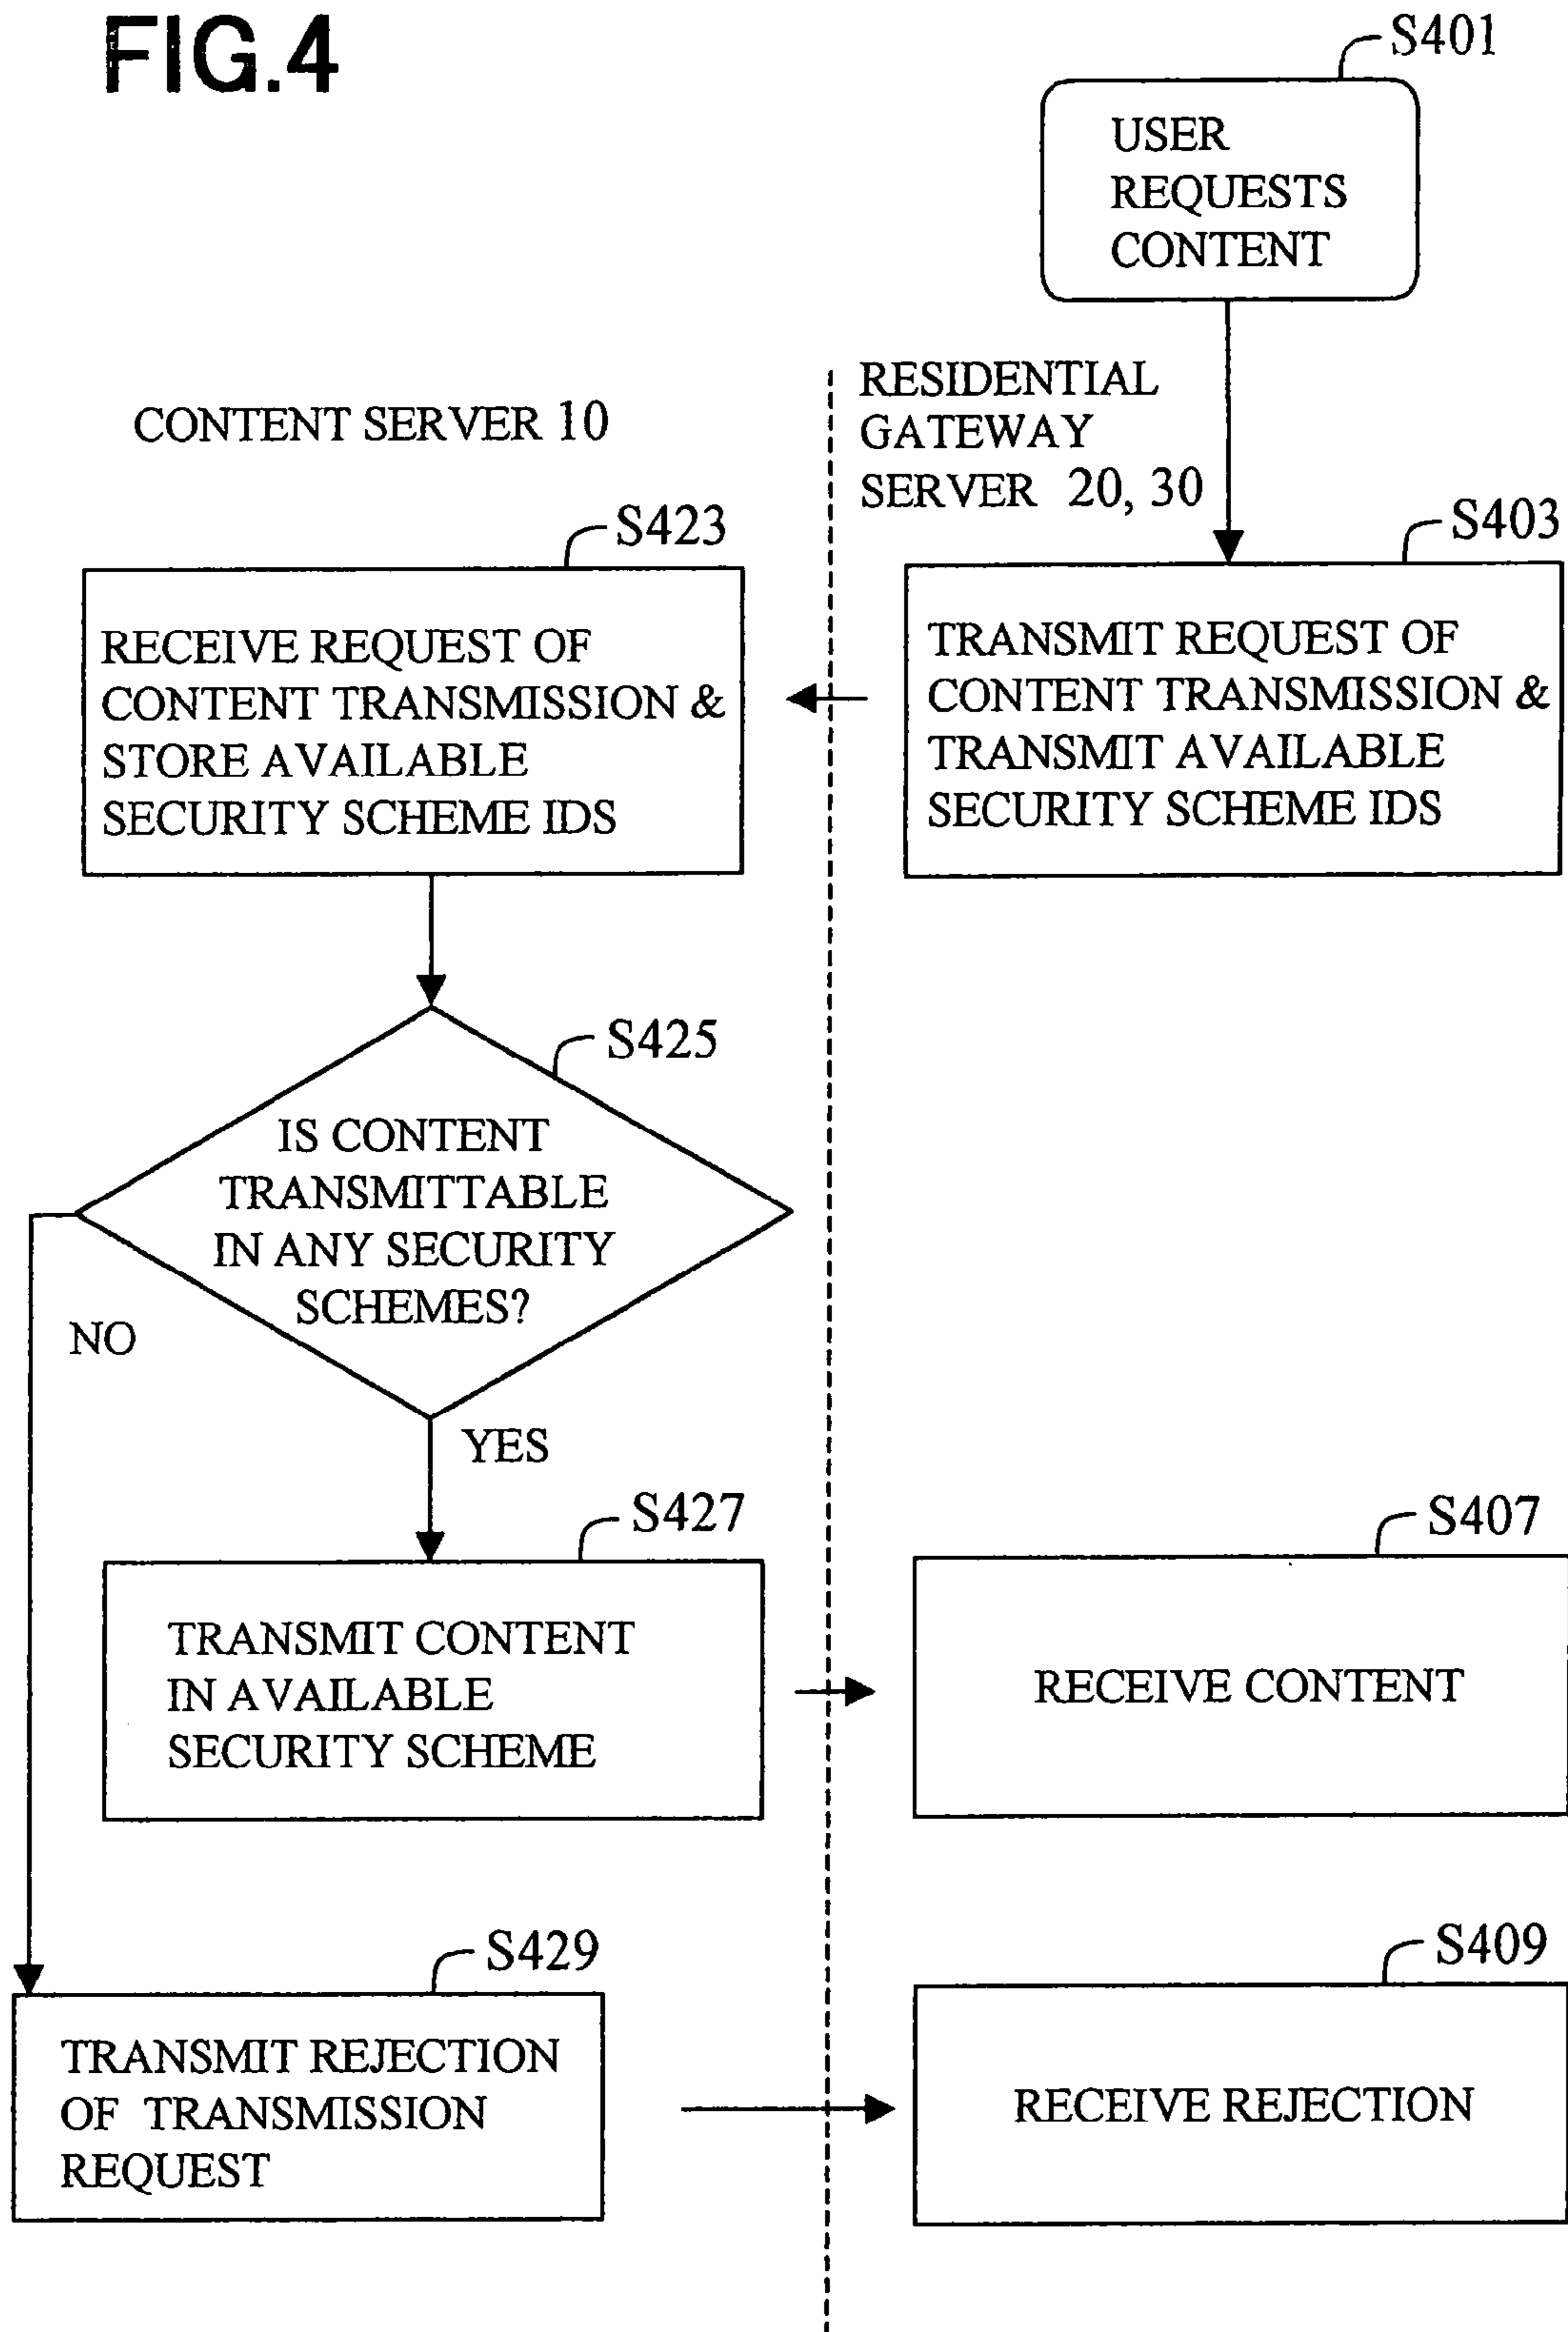 FIG.4
S401
USER
REQUESTS
CONTENT
CONTENT SERVER 10
RESIDENTIAL
GATEWAY
SERVER 20, 30
S423
RECEIVE REQUEST OF
CONTENT TRANSMISSION &
STORE AVAILABLE
SECURITY SCHEME IDS
S403
TRANSMIT REQUEST OF
CONTENT TRANSMISSION &
TRANSMIT AVAILABLE
SECURITY SCHEME IDS
S425
IS CONTENT
TRANSMITTABLE
IN ANY SECURITY
SCHEMES?
NO
YES
S427
TRANSMIT CONTENT
IN AVAILABLE
SECURITY SCHEME
S407
RECEIVE CONTENT
S429
TRANSMIT REJECTION
OF TRANSMISSION
REQUEST
S409
RECEIVE REJECTION